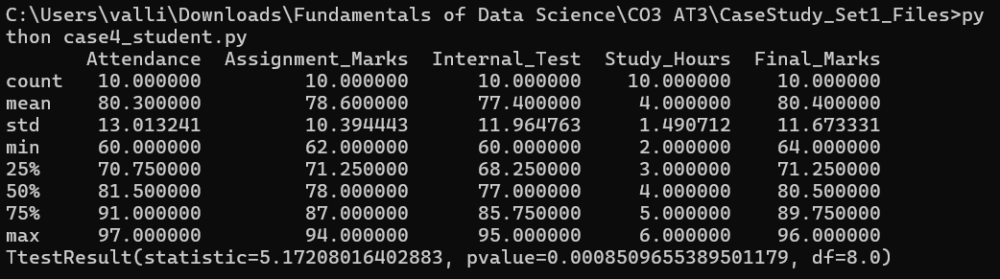 C:\Users\valli\Downloads\Fundamentals of Data Science\CO3 AT3\CaseStudy_Set1_Files>py
thon case4_student.py
       Attendance  Assignment_Marks  Internal_Test  Study_Hours  Final_Marks
count   10.000000         10.000000      10.000000    10.000000    10.000000
mean    80.300000         78.600000      77.400000     4.000000    80.400000
std     13.013241         10.394443      11.964763     1.490712    11.673331
min     60.000000         62.000000      60.000000     2.000000    64.000000
25%     70.750000         71.250000      68.250000     3.000000    71.250000
50%     81.500000         78.000000      77.000000     4.000000    80.500000
75%     91.000000         87.000000      85.750000     5.000000    89.750000
max     97.000000         94.000000      95.000000     6.000000    96.000000
TtestResult(statistic=5.17208016402883, pvalue=0.0008509655389501179, df=8.0)